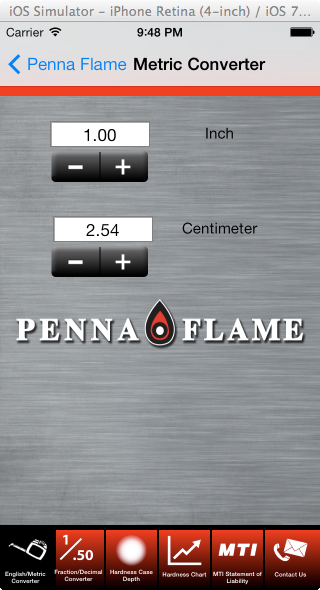 iOS Simulator - iPhone Retina (4-inch) / iOS 7...
Carrier 9:48 PM
Penna Flame Metric Converter
1.00 Inch
− +
2.54 Centimeter
− +
PENNA FLAME
1/.50 MTI
English/Metric Converter
Fraction/Decimal Converter
Hardness Case Depth
Hardness Chart
MTI Statement of Liability
Contact Us